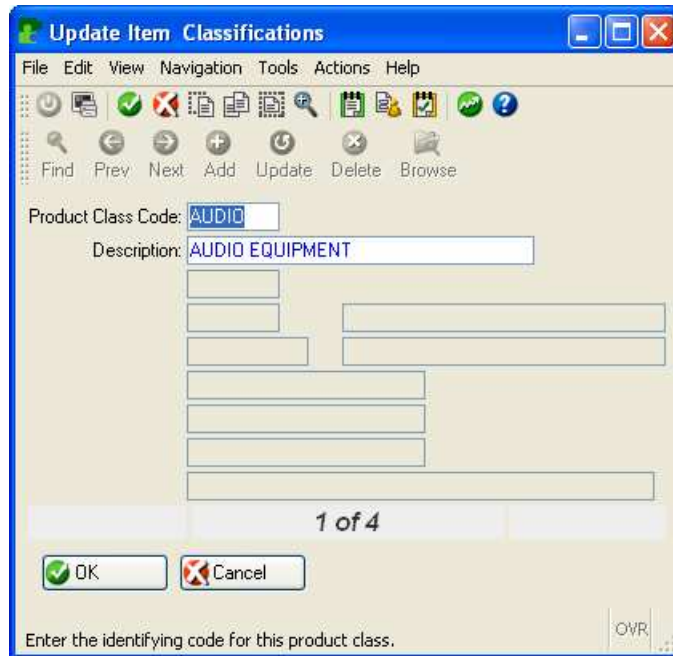 Update Item Classifications
File Edit View Navigation Tools Actions Help
Find Prev Next Add Update Delete Browse
Product Class Code: AUDIO
Description: AUDIO EQUIPMENT
1 of 4
OK Cancel
Enter the identifying code for this product class. OVR